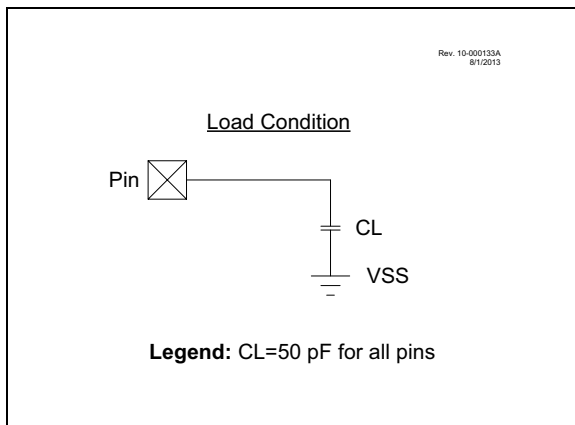 Rev. 10-000133A
8/1/2013
Load Condition
Pin
CL
VSS
Legend: CL=50 pF for all pins